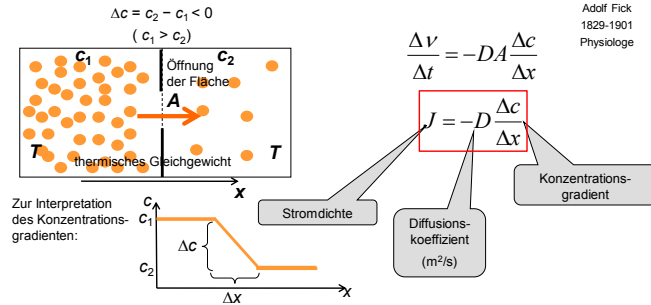 Δc = c₂ − c₁ < 0
( c₁ > c₂)
c₁
c₂
Öffnung
der Fläche
A
T
T
thermisches Gleichgewicht
x
Adolf Fick
1829-1901
Physiologe
Δν/Δt = −DA Δc/Δx
J = −D Δc/Δx
Stromdichte
Diffusions-
koeffizient
(m²/s)
Konzentrations-
gradient
Zur Interpretation
des Konzentrations-
gradienten:
c
c₁
Δc
c₂
Δx
x